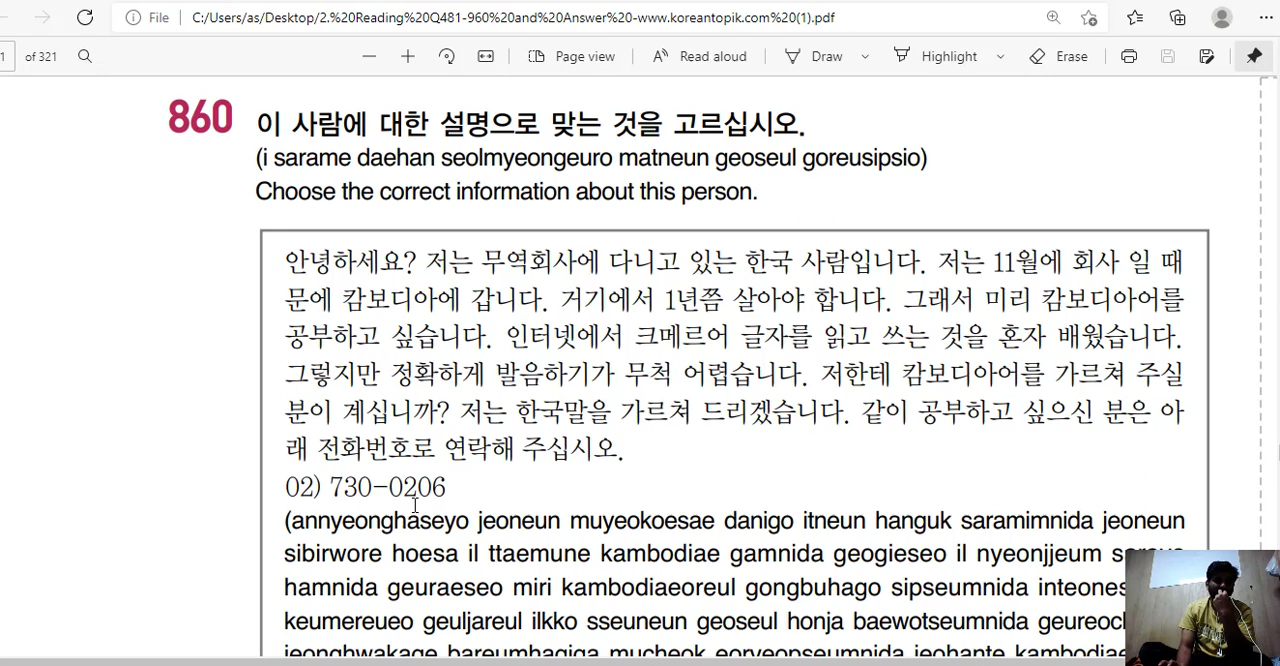 File
C:/Users/as/Desktop/2.%20Reading%20Q481-960%20and%20Answer%20-www.koreantopik.com%20(1).pdf
1 of 321
Page view
Read aloud
Draw
Highlight
Erase
860 이 사람에 대한 설명으로 맞는 것을 고르십시오.
(i sarame daehan seolmyeongeuro matneun geoseul goreusipsio)
Choose the correct information about this person.
안녕하세요? 저는 무역회사에 다니고 있는 한국 사람입니다. 저는 11월에 회사 일 때
문에 캄보디아에 갑니다. 거기에서 1년쯤 살아야 합니다. 그래서 미리 캄보디아어를
공부하고 싶습니다. 인터넷에서 크메르어 글자를 읽고 쓰는 것을 혼자 배웠습니다.
그렇지만 정확하게 발음하기가 무척 어렵습니다. 저한테 캄보디아어를 가르쳐 주실
분이 계십니까? 저는 한국말을 가르쳐 드리겠습니다. 같이 공부하고 싶으신 분은 아
래 전화번호로 연락해 주십시오.
02) 730-0206
(annyeonghaseyo jeoneun muyeokoesae danigo itneun hanguk saramimnida jeoneun
sibirwore hoesa il ttaemune kambodiae gamnida geogieseo il nyeonjjeum
hamnida geuraeseo miri kambodiaeoreul gongbuhago sipseumnida
keumereueo geuljareul ilkko sseuneun geoseul honja baewotseumnida
jeonghwakage bareumhagiga mucheok eoryeopseumnida jeohante